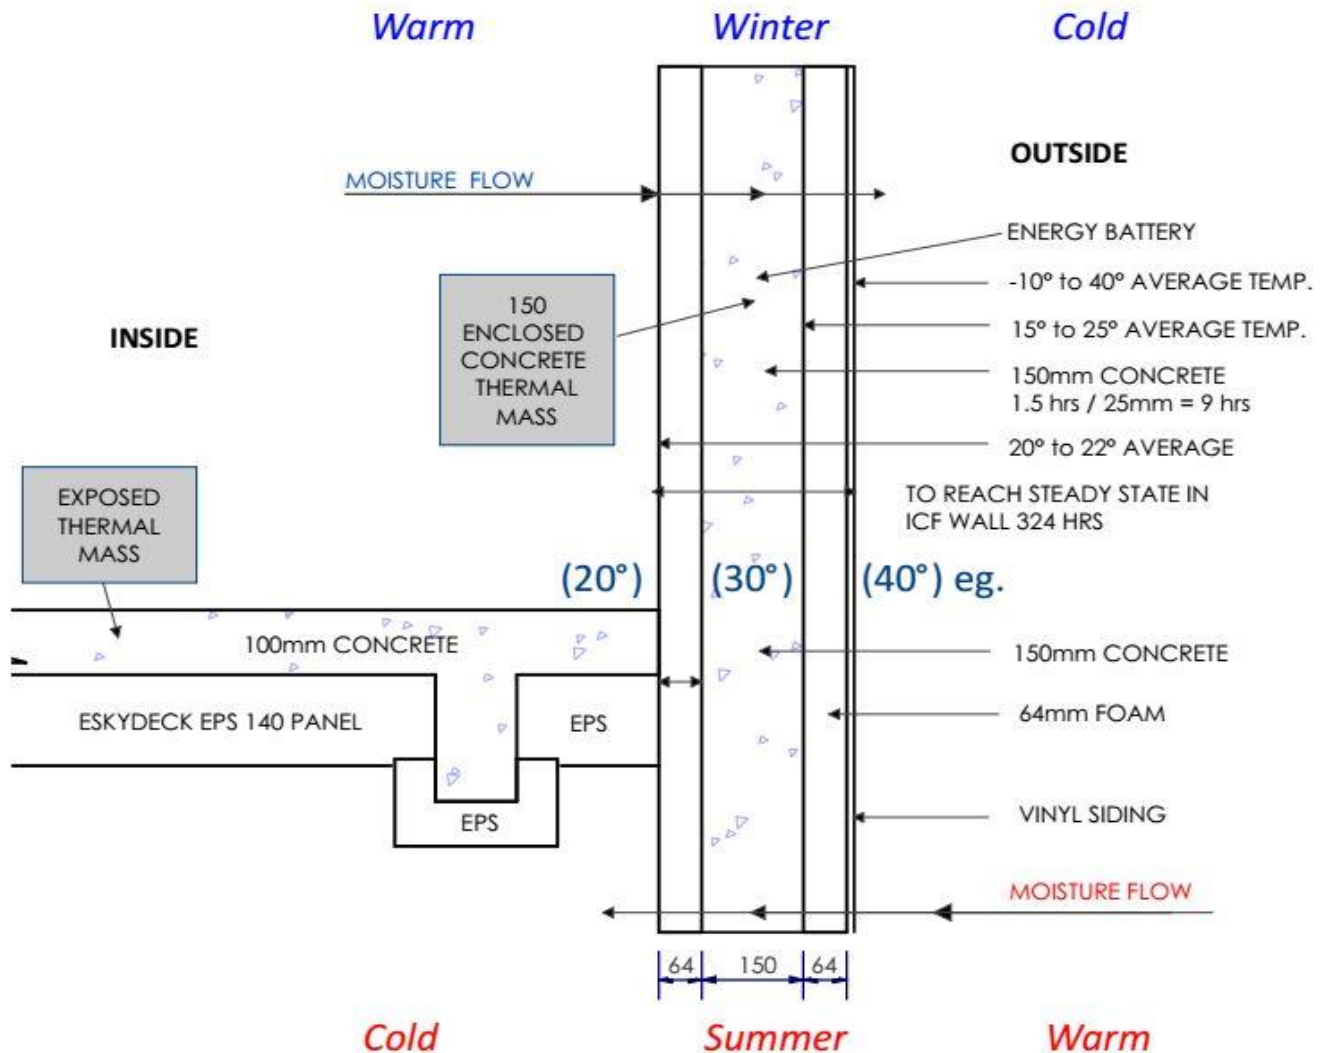 Warm Winter Cold
OUTSIDE
MOISTURE FLOW
ENERGY BATTERY
-10° to 40° AVERAGE TEMP.
150
ENCLOSED
CONCRETE
THERMAL
MASS
INSIDE
15° to 25° AVERAGE TEMP.
150mm CONCRETE
1.5 hrs / 25mm = 9 hrs
20° to 22° AVERAGE
EXPOSED
THERMAL
MASS
TO REACH STEADY STATE IN
ICF WALL 324 HRS
(20°) (30°) (40°) eg.
100mm CONCRETE
150mm CONCRETE
ESKYDECK EPS 140 PANEL
EPS
64mm FOAM
EPS
VINYL SIDING
MOISTURE FLOW
64 150 64
Cold Summer Warm